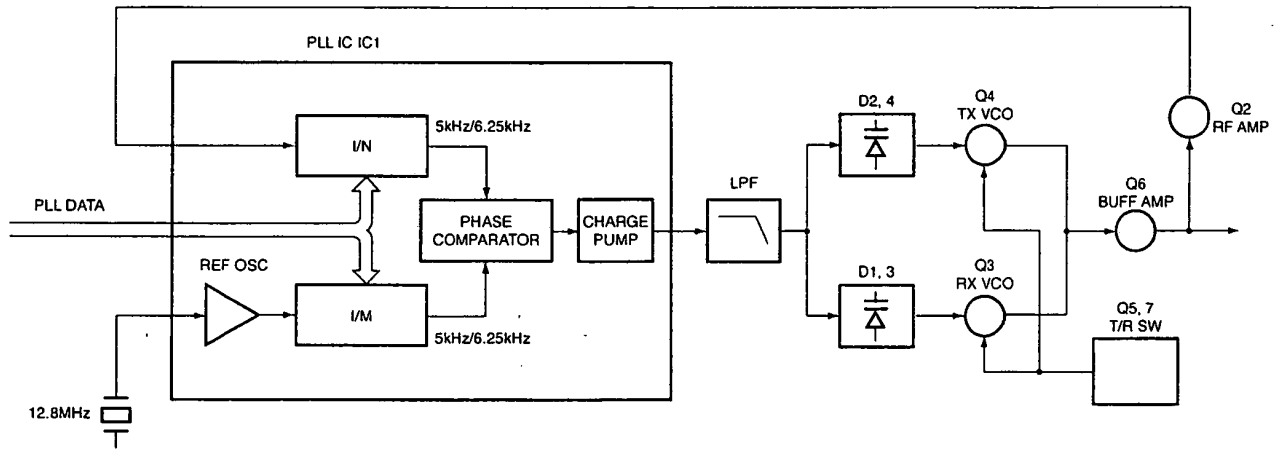 PLL IC IC1
I/N
5kHz/6.25kHz
PLL DATA
PHASE
COMPARATOR
CHARGE
PUMP
REF OSC
I/M
5kHz/6.25kHz
12.8MHz
LPF
D2, 4
Q4
TX VCO
Q2
RF AMP
Q6
BUFF AMP
D1, 3
Q3
RX VCO
Q5, 7
T/R SW